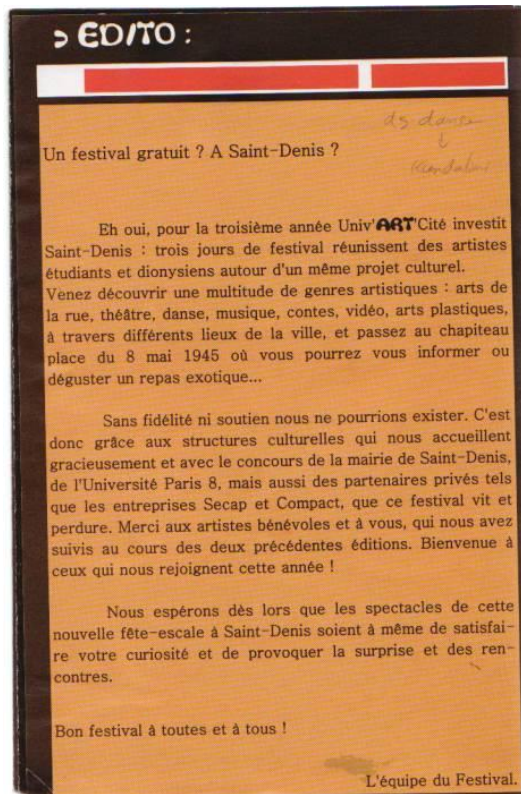 > EDITO :
ds danse
Un festival gratuit ? A Saint-Denis ?
Eh oui, pour la troisième année Univ'ART'Cité investit
Saint-Denis : trois jours de festival réunissent des artistes
étudiants et dionysiens autour d'un même projet culturel.
Venez découvrir une multitude de genres artistiques : arts de
la rue, théâtre, danse, musique, contes, vidéo, arts plastiques,
à travers différents lieux de la ville, et passez au chapiteau
place du 8 mai 1945 où vous pourrez vous informer ou
déguster un repas exotique...
Sans fidélité ni soutien nous ne pourrions exister. C'est
donc grâce aux structures culturelles qui nous accueillent
gracieusement et avec le concours de la mairie de Saint-Denis,
de l'Université Paris 8, mais aussi des partenaires privés tels
que les entreprises Secap et Compact, que ce festival vit et
perdure. Merci aux artistes bénévoles et à vous, qui nous avez
suivis au cours des deux précédentes éditions. Bienvenue à
ceux qui nous rejoignent cette année !
Nous espérons dès lors que les spectacles de cette
nouvelle fête-escale à Saint-Denis soient à même de satisfai-
re votre curiosité et de provoquer la surprise et des ren-
contres.
Bon festival à toutes et à tous !
L'équipe du Festival.